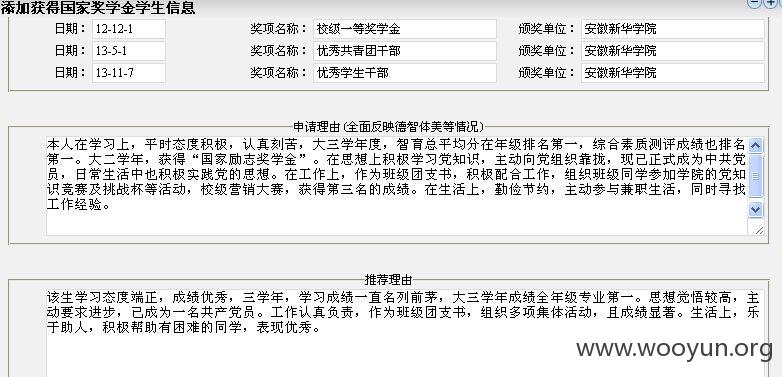 添加获得国家奖学金学生信息
日期： 12-12-1 奖项名称： 校级一等奖学金 颁奖单位： 安徽新华学院
日期： 13-5-1 奖项名称： 优秀共青团干部 颁奖单位： 安徽新华学院
日期： 13-11-7 奖项名称： 优秀学生干部 颁奖单位： 安徽新华学院
申请理由(全面反映德智体美等情况)
本人在学习上，平时态度积极，认真刻苦，大三学年度，智育总平均分在年级排名第一，综合素质测评成绩也排名
第一。大二学年，获得“国家励志奖学金”。在思想上积极学习党知识，主动向党组织靠拢，现已正式成为中共党
员，日常生活中也积极实践党的思想。在工作上，作为班级团支书，积极配合工作，组织班级同学参加学院的党知
识竞赛及挑战杯等活动，校级营销大赛，获得第三名的成绩。在生活上，勤俭节约，主动参与兼职生活，同时寻找
工作经验。
推荐理由
该生学习态度端正，成绩优秀，三学年，学习成绩一直名列前茅，大三学年成绩全年级专业第一。思想觉悟较高，主
动要求进步，已成为一名共产党员。工作认真负责，作为班级团支书，组织多项集体活动，且成绩显著。生活上，乐
于助人，积极帮助有困难的同学，表现优秀。
www.wooyun.org